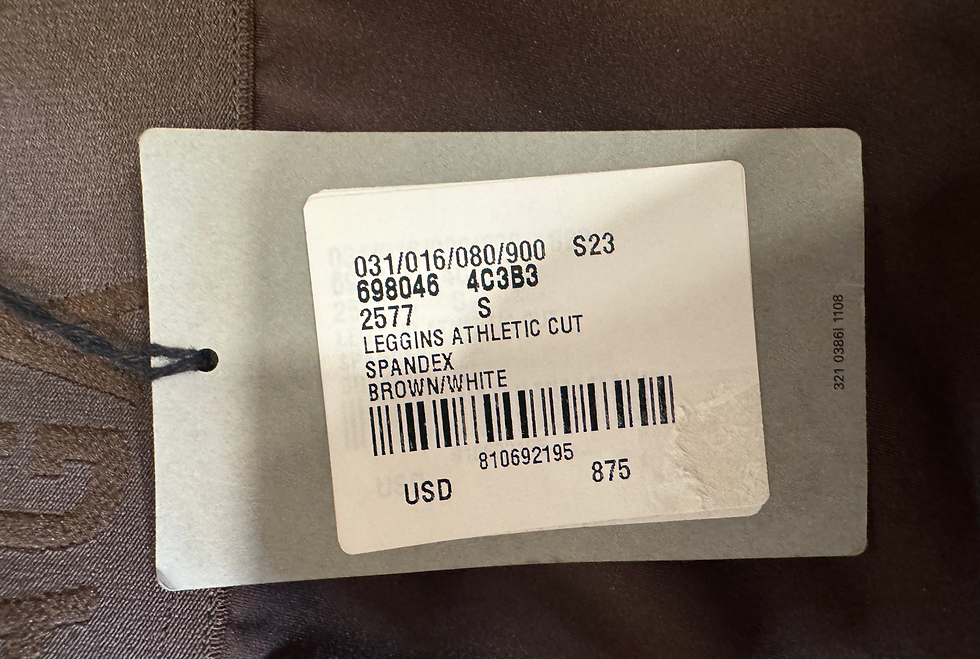 031/016/080/900 S23
698046 4C3B3
2577 S
LEGGINS ATHLETIC CUT
SPANDEX
BROWN/WHITE
810692195
USD 875
321 0386I 1108